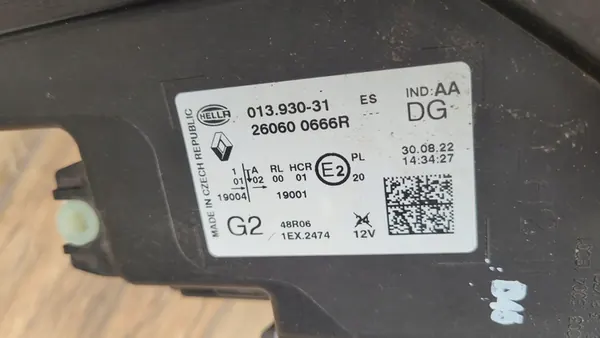 HELLA
013.930-31 ES IND:AA
26060 0666R DG
MADE IN CZECH REPUBLIC
30.08.22
14:34:27
1 A RL HCR PL
01 02 00 01 E2 20
19004 19001
G2 48R06
1EX.2474 12V